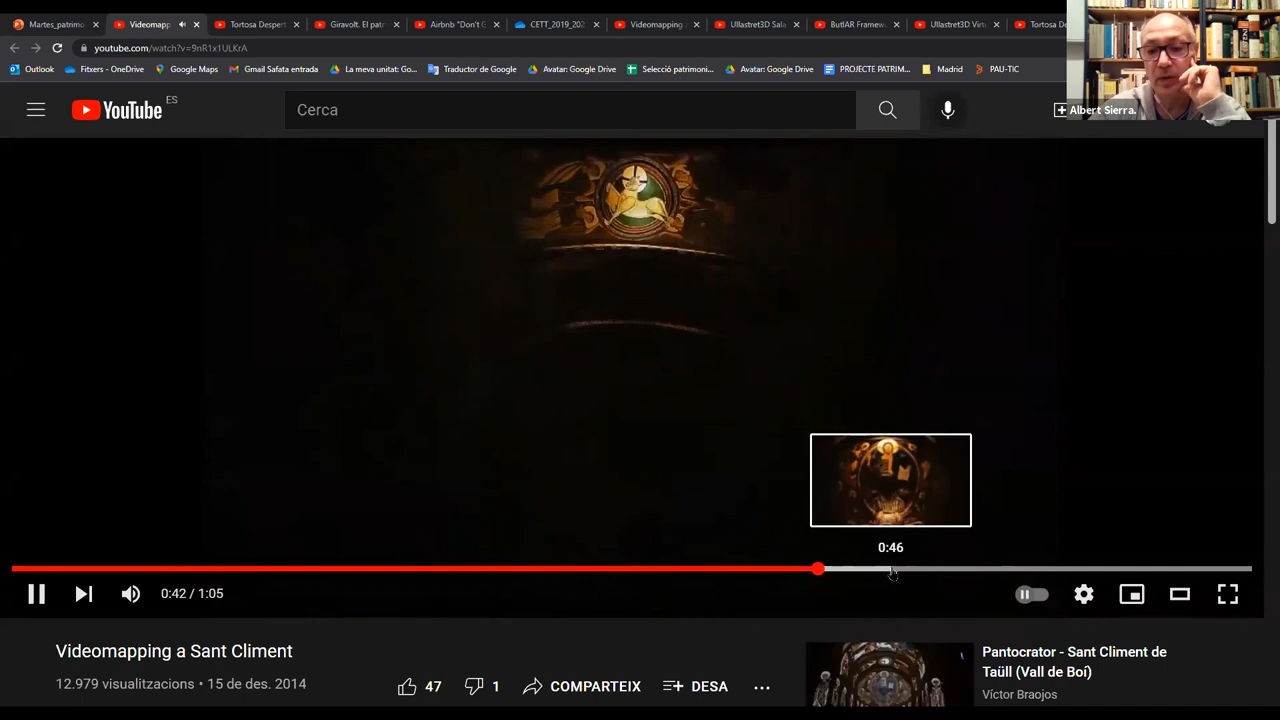 Martes_patrimo
Videomapp
Tortosa Despert
Giravolt. El patr
Airbnb "Don't G
CETT_2019_202
Videomapping
Ullastret3D Sala
ButIAR Framew
Ullastret3D Virt
Tortosa De
youtube.com/watch?v=9nR1x1ULKrA
Outlook
Fitxers - OneDrive
Google Maps
Gmail Safata entrada
La meva unitat: Go...
Traductor de Google
Avatar: Google Drive
Selecció patrimoni...
Avatar: Google Drive
PROJECTE PATRIM...
Madrid
PAU-TIC
Albert Sierra.
YouTube ES
Cerca
0:46
0:42 / 1:05
Videomapping a Sant Climent
12.979 visualitzacions • 15 de des. 2014
47
1
COMPARTEIX
DESA
Pantocrator - Sant Climent de
Taüll (Vall de Boí)
Víctor Braojos